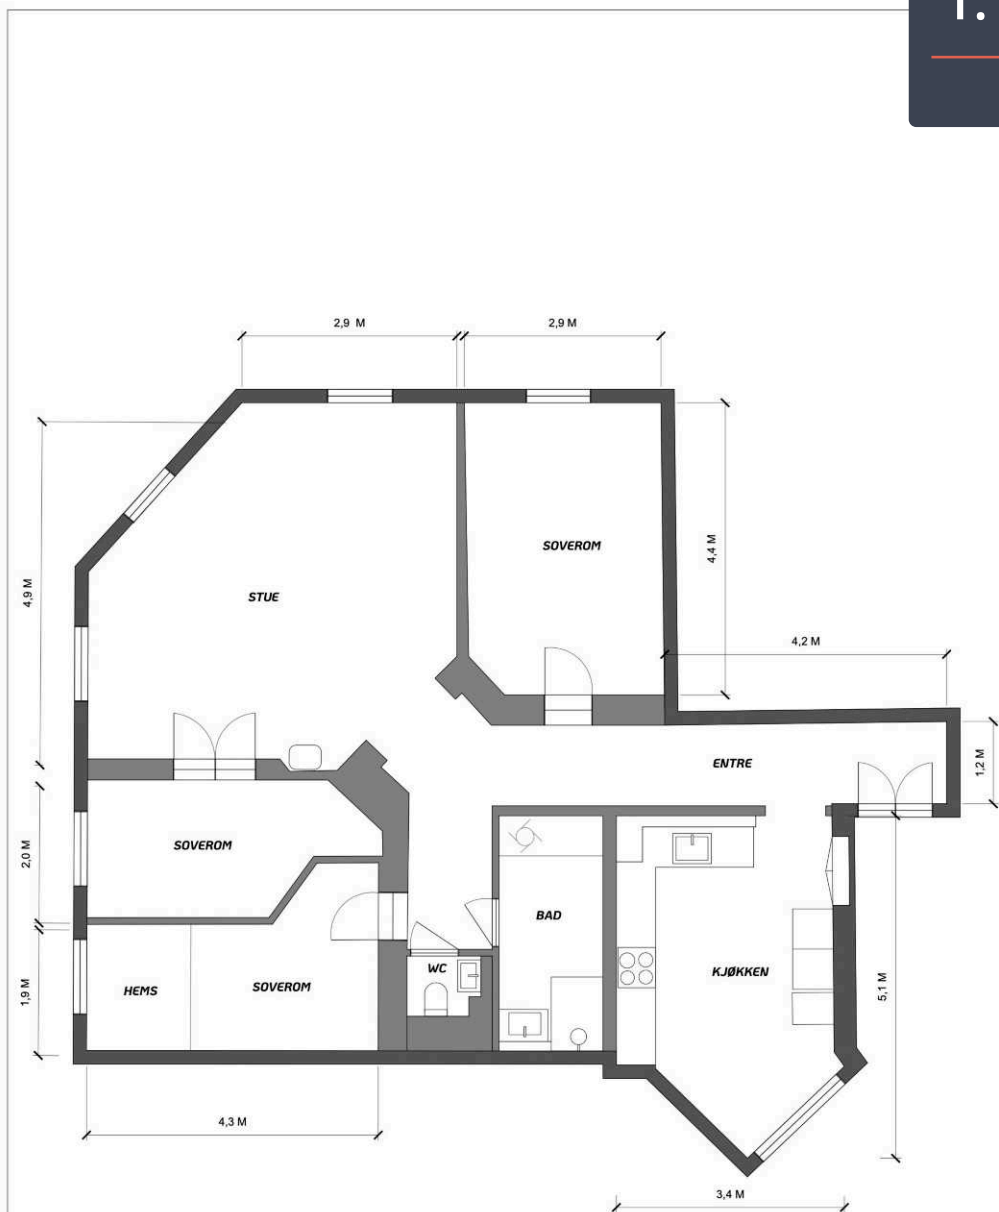 1.
2,9 M
2,9 M
SOVEROM
4,4 M
4,9 M
STUE
4,2 M
ENTRE
1,2 M
SOVEROM
2,0 M
BAD
WC
KJØKKEN
HEMS
SOVEROM
1,9 M
5,1 M
4,3 M
3,4 M